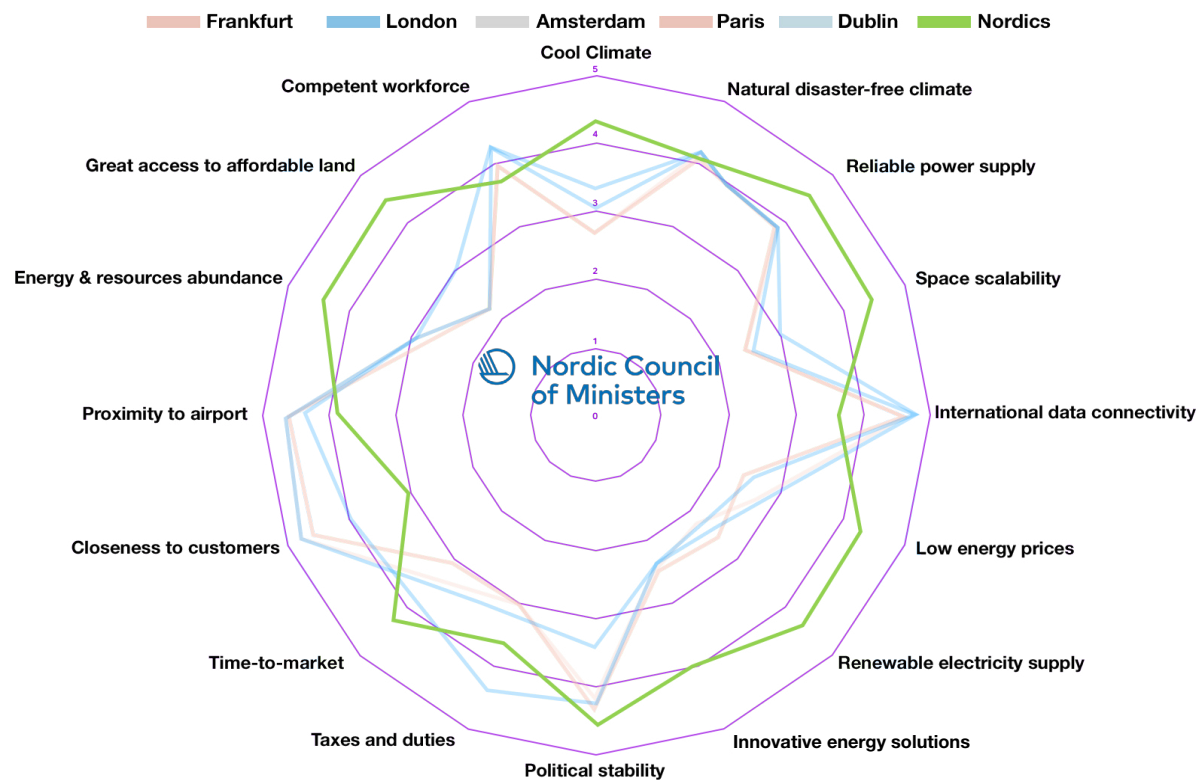 Frankfurt London Amsterdam Paris Dublin Nordics
Cool Climate
5
Competent workforce
Natural disaster-free climate
4
Great access to affordable land
Reliable power supply
3
Energy & resources abundance
Space scalability
2
1
Nordic Council
of Ministers
Proximity to airport
0
International data connectivity
Closeness to customers
Low energy prices
Time-to-market
Renewable electricity supply
Taxes and duties
Innovative energy solutions
Political stability